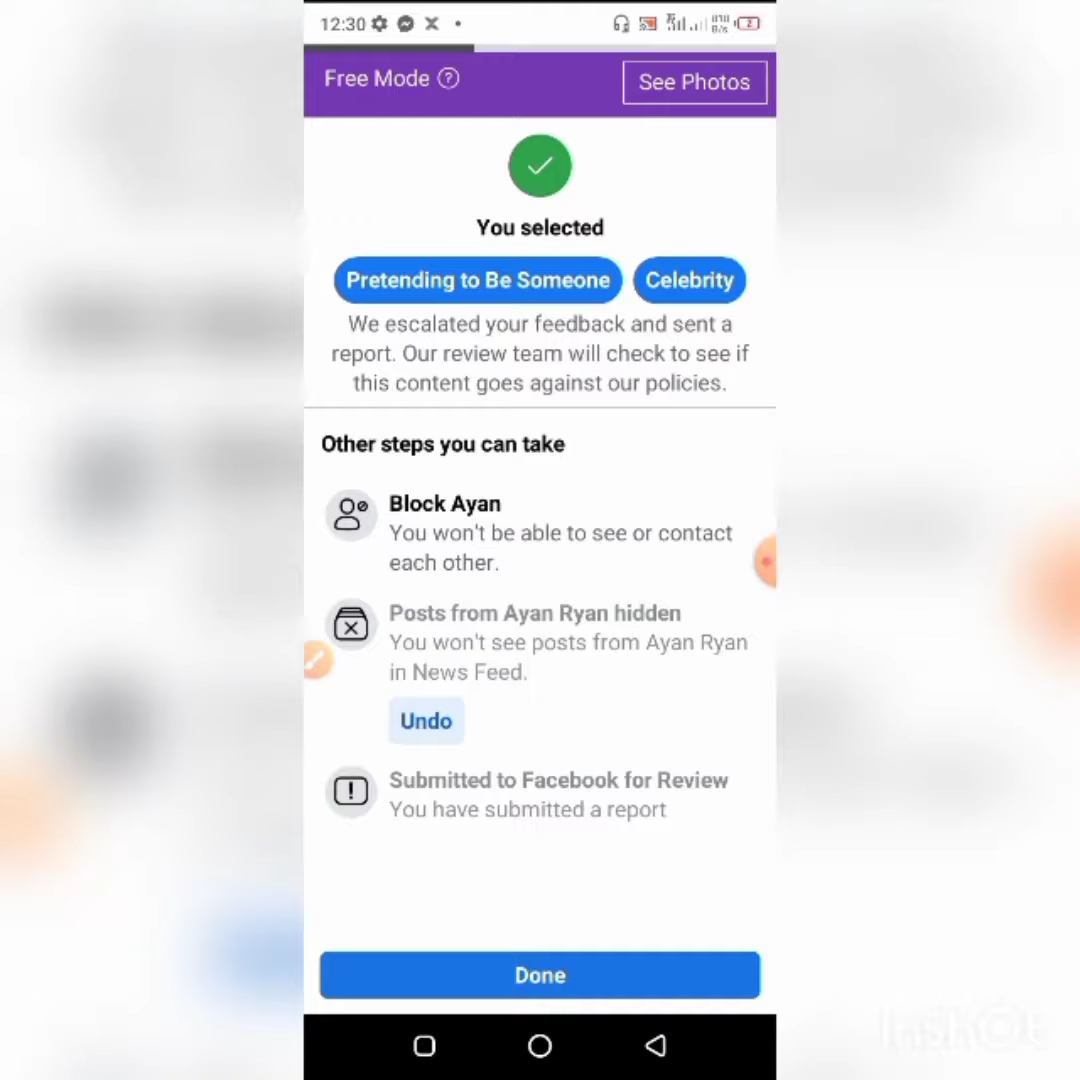 12:30
2
Free Mode ?
See Photos
You selected
Pretending to Be Someone
Celebrity
We escalated your feedback and sent a
report. Our review team will check to see if
this content goes against our policies.
Other steps you can take
Block Ayan
You won't be able to see or contact
each other.
Posts from Ayan Ryan hidden
You won't see posts from Ayan Ryan
in News Feed.
Undo
Submitted to Facebook for Review
You have submitted a report
Done
InShOt